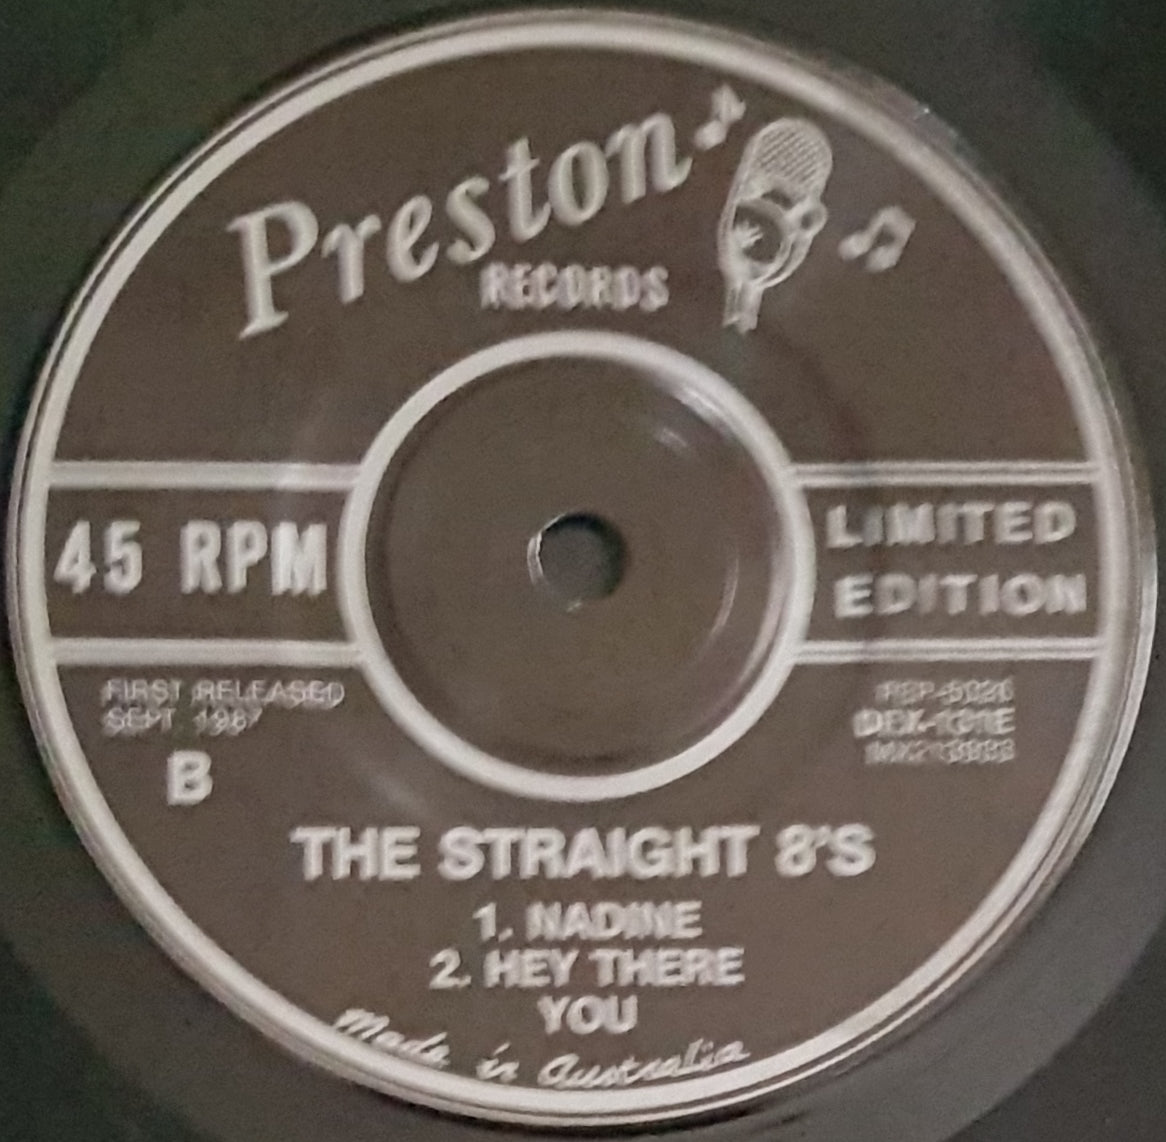 Preston
RECORDS
45 RPM
LIMITED
EDITION
FIRST RELEASED
SEPT. 1987
B
THE STRAIGHT 8'S
1. NADINE
2. HEY THERE
YOU
Made in Australia